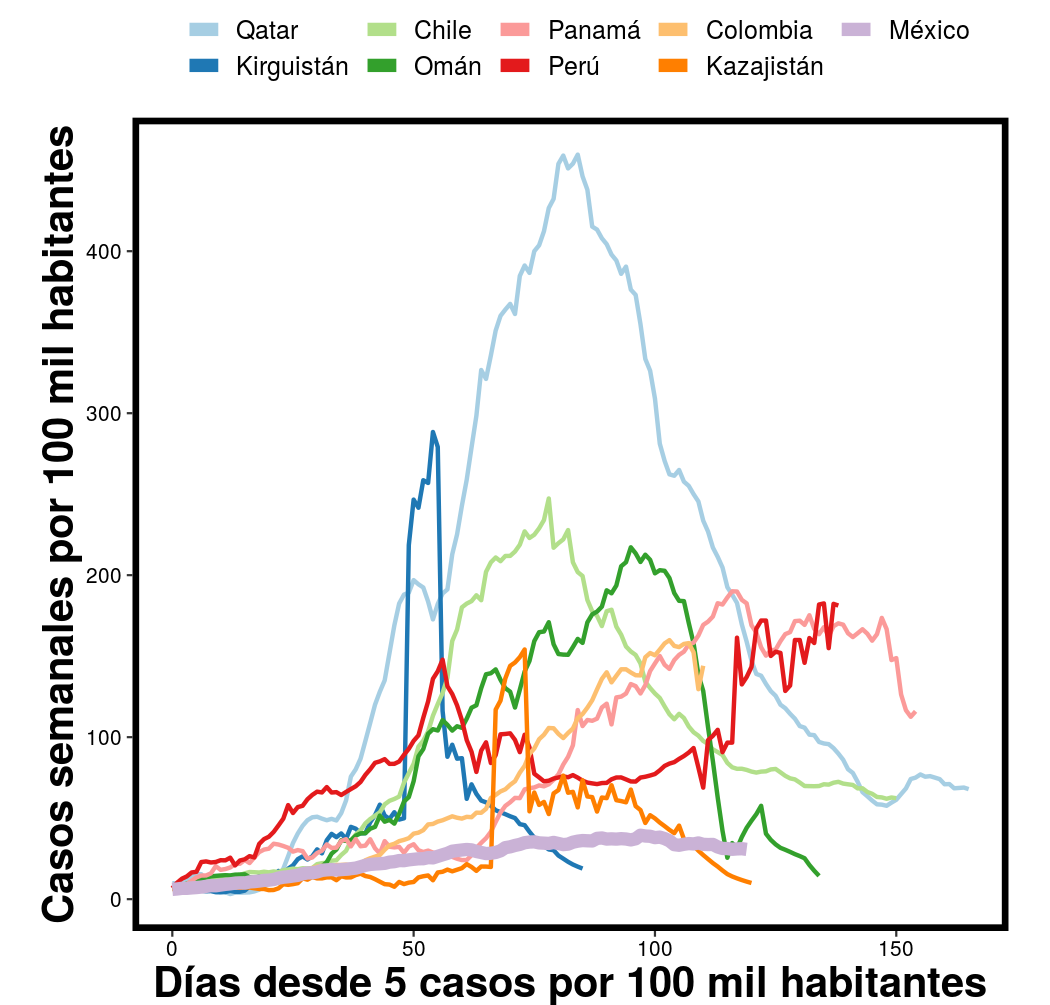 Qatar Chile Panamá Colombia México
Kirguistán Omán Perú Kazajistán
Casos semanales por 100 mil habitantes
400
300
200
100
0
0 50 100 150
Días desde 5 casos por 100 mil habitantes